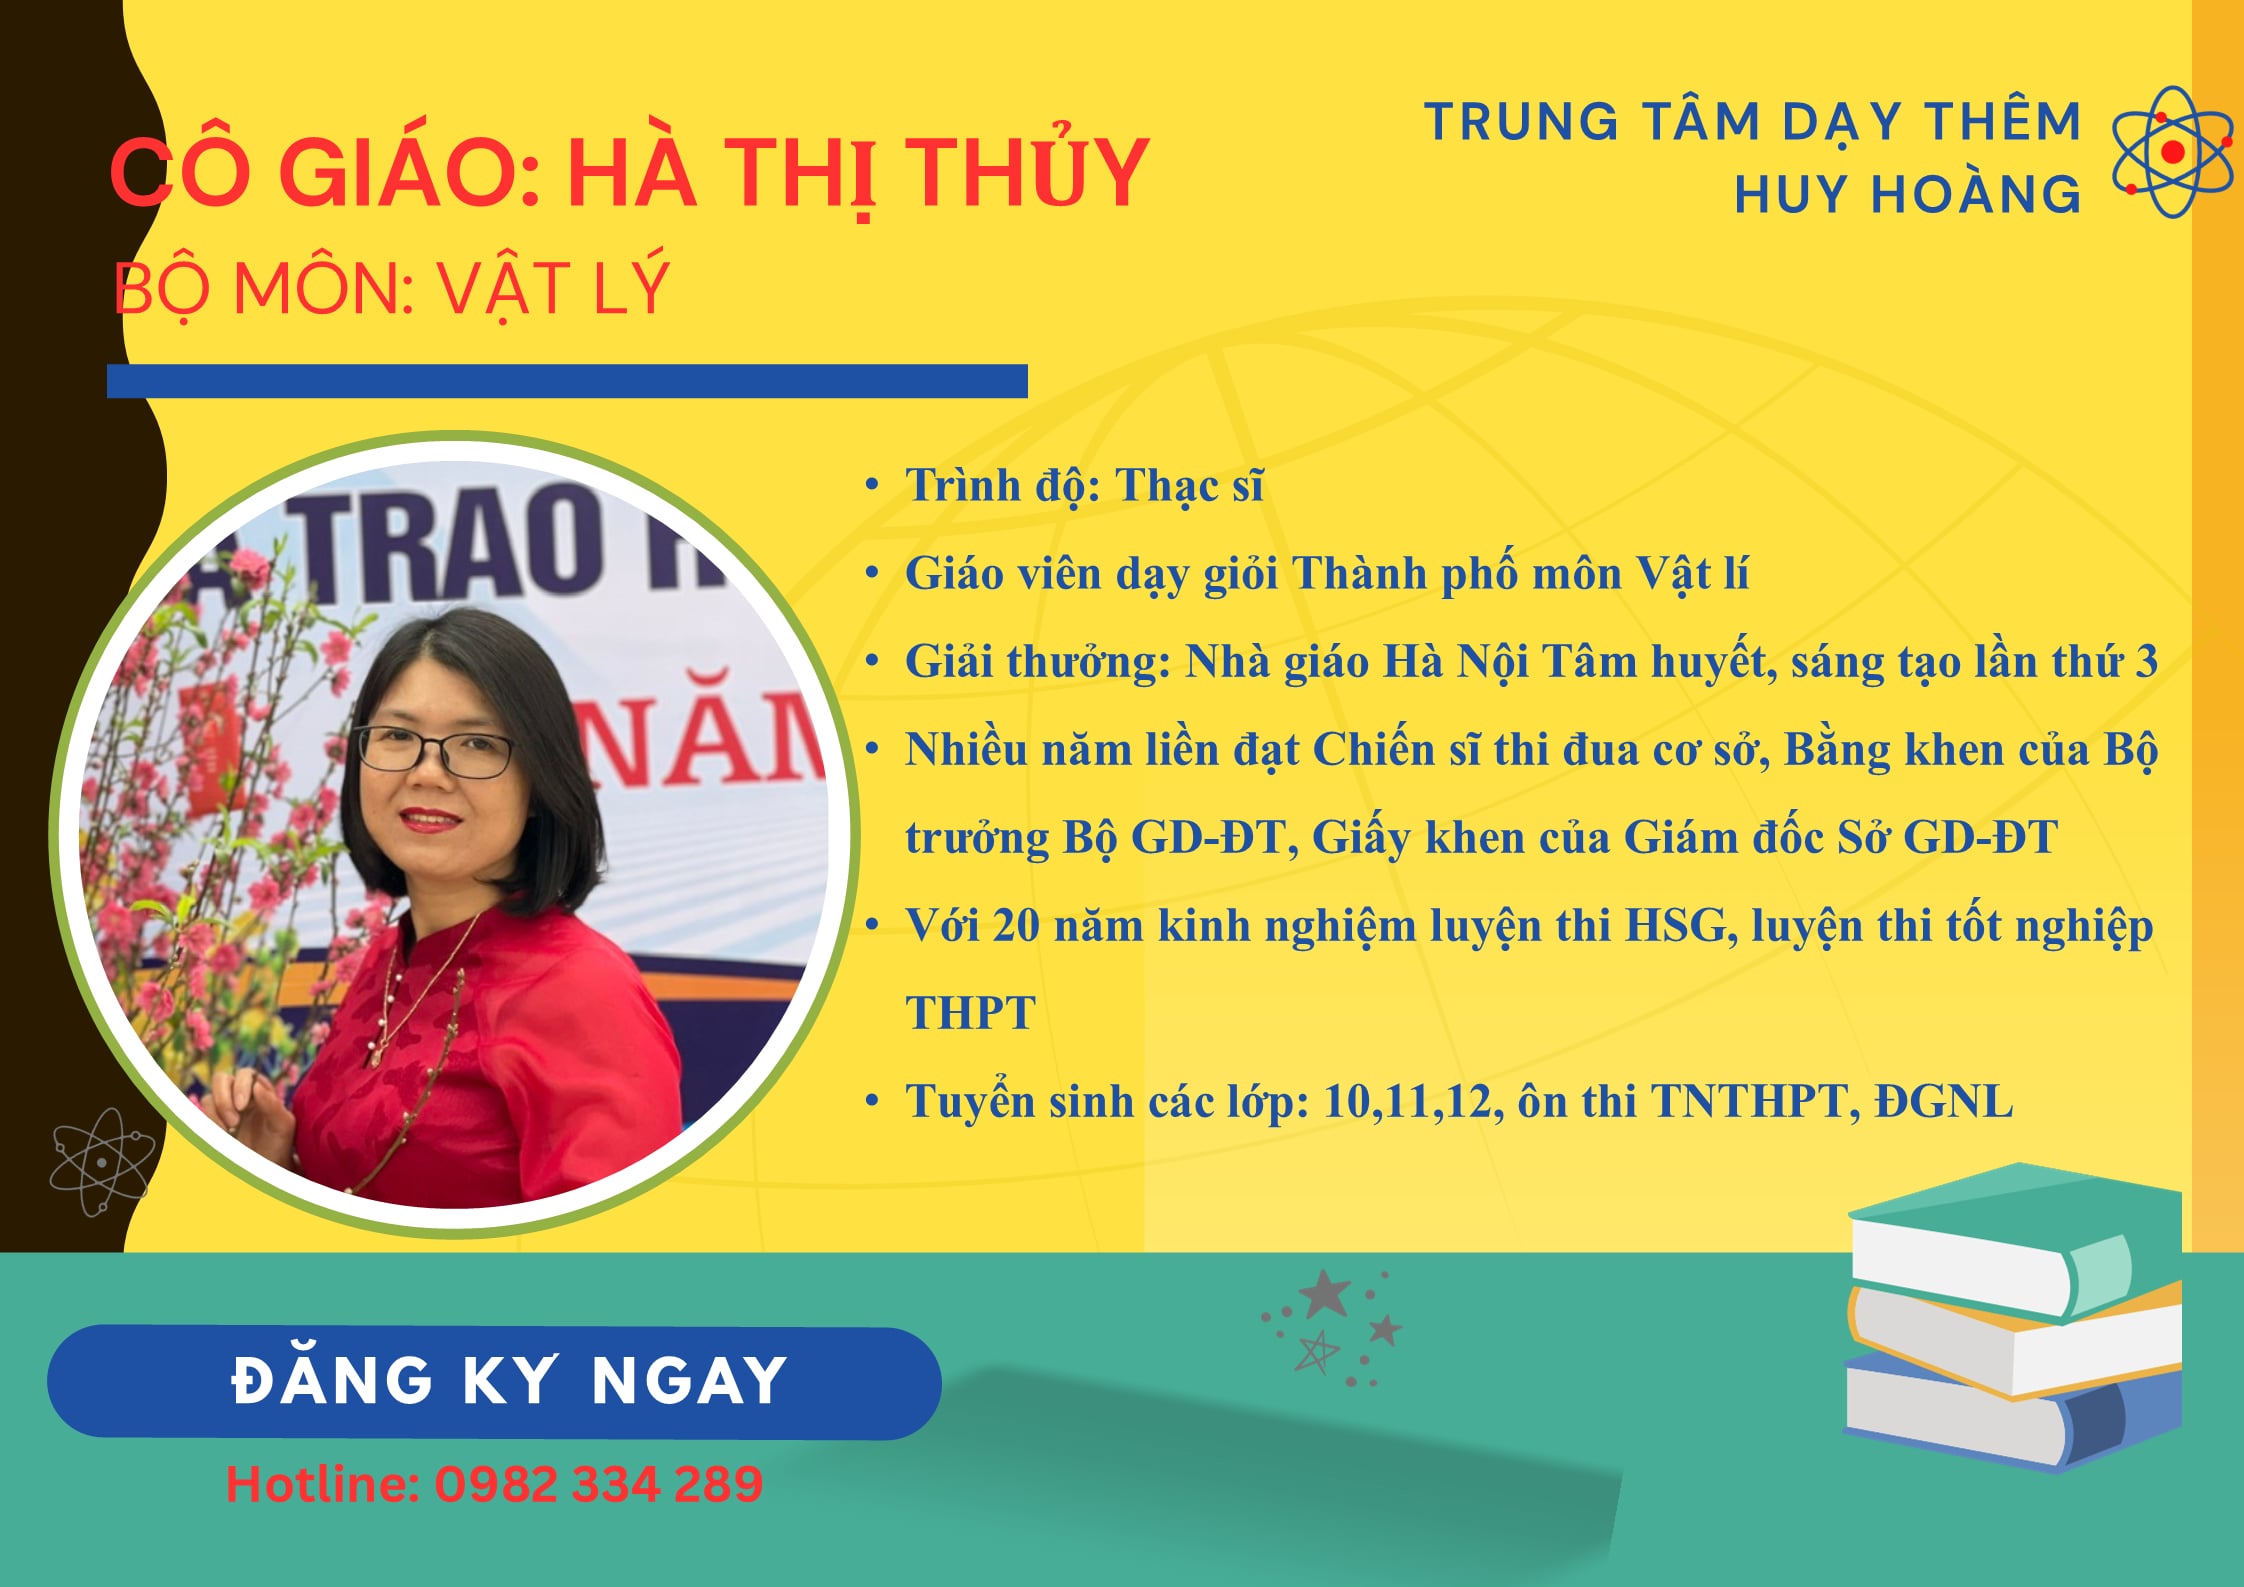 CÔ GIÁO: HÀ THỊ THỦY
BỘ MÔN: VẬT LÝ
TRUNG TÂM DẠY THÊM
HUY HOÀNG
TRAO
NĂM
• Trình độ: Thạc sĩ
• Giáo viên dạy giỏi Thành phố môn Vật lí
• Giải thưởng: Nhà giáo Hà Nội Tâm huyết, sáng tạo lần thứ 3
• Nhiều năm liền đạt Chiến sĩ thi đua cơ sở, Bằng khen của Bộ
trưởng Bộ GD-ĐT, Giấy khen của Giám đốc Sở GD-ĐT
• Với 20 năm kinh nghiệm luyện thi HSG, luyện thi tốt nghiệp
THPT
• Tuyển sinh các lớp: 10,11,12, ôn thi TNTHPT, ĐGNL
ĐĂNG KÝ NGAY
Hotline: 0982 334 289